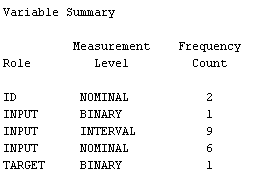 Variable Summary
Measurement Frequency
Role Level Count
ID NOMINAL 2
INPUT BINARY 1
INPUT INTERVAL 9
INPUT NOMINAL 6
TARGET BINARY 1